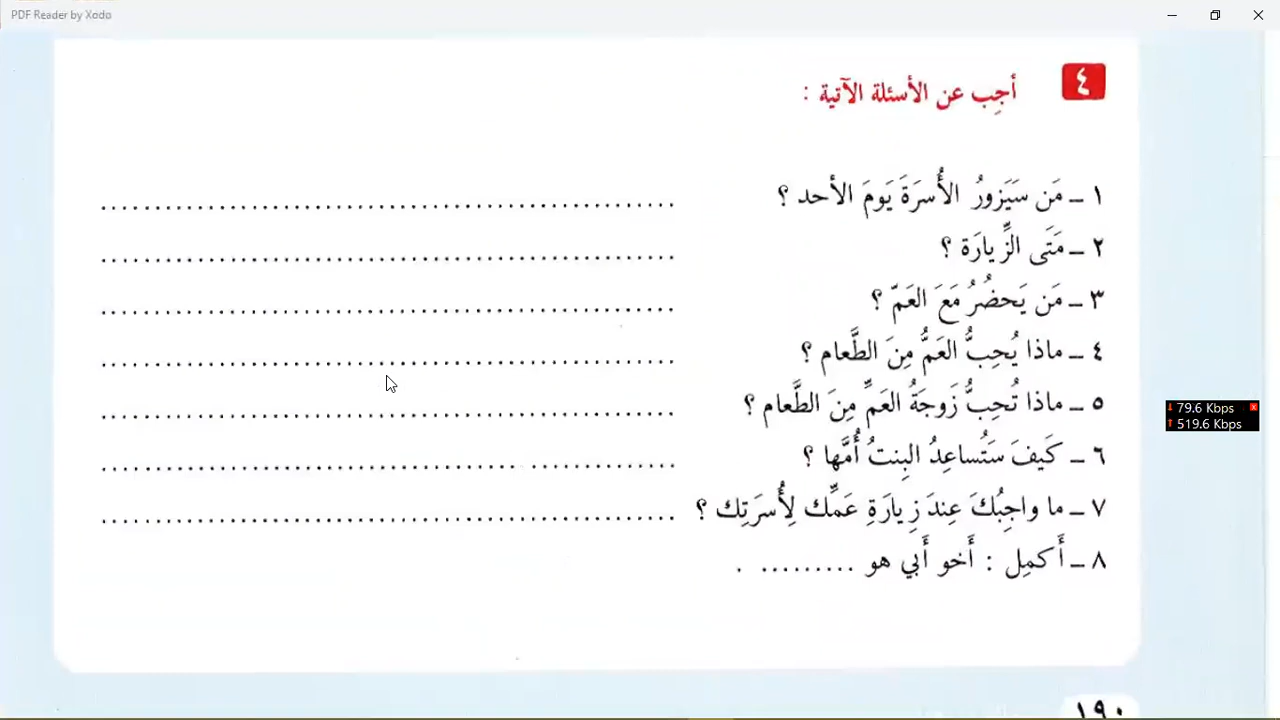 PDF Reader by Xodo
٤ أجِب عن الأسئلة الآتية :
١ ـ مَن سَيَزورُ الأُسرَةَ يَومَ الأحد ؟ ................................................
٢ ـ مَتَى الزِّيارَة ؟ ................................................
٣ ـ مَن يَحضُرُ مَعَ العَمّ ؟ ................................................
٤ ـ ماذا يُحِبُّ العَمُّ مِنَ الطَّعام ؟ ................................................
٥ ـ ماذا تُحِبُّ زَوجَةُ العَمِّ مِنَ الطَّعام ؟ ................................................
٦ ـ كَيفَ سَتُساعِدُ البِنتُ أُمَّها ؟ ................................................
٧ ـ ما واجِبُكَ عِندَ زِيارَةِ عَمِّك لِأُسرَتِك ؟ ................................................
٨ ـ أَكمِل : أَخو أَبي هو ......... .
79.6 Kbps
519.6 Kbps
١٩٠